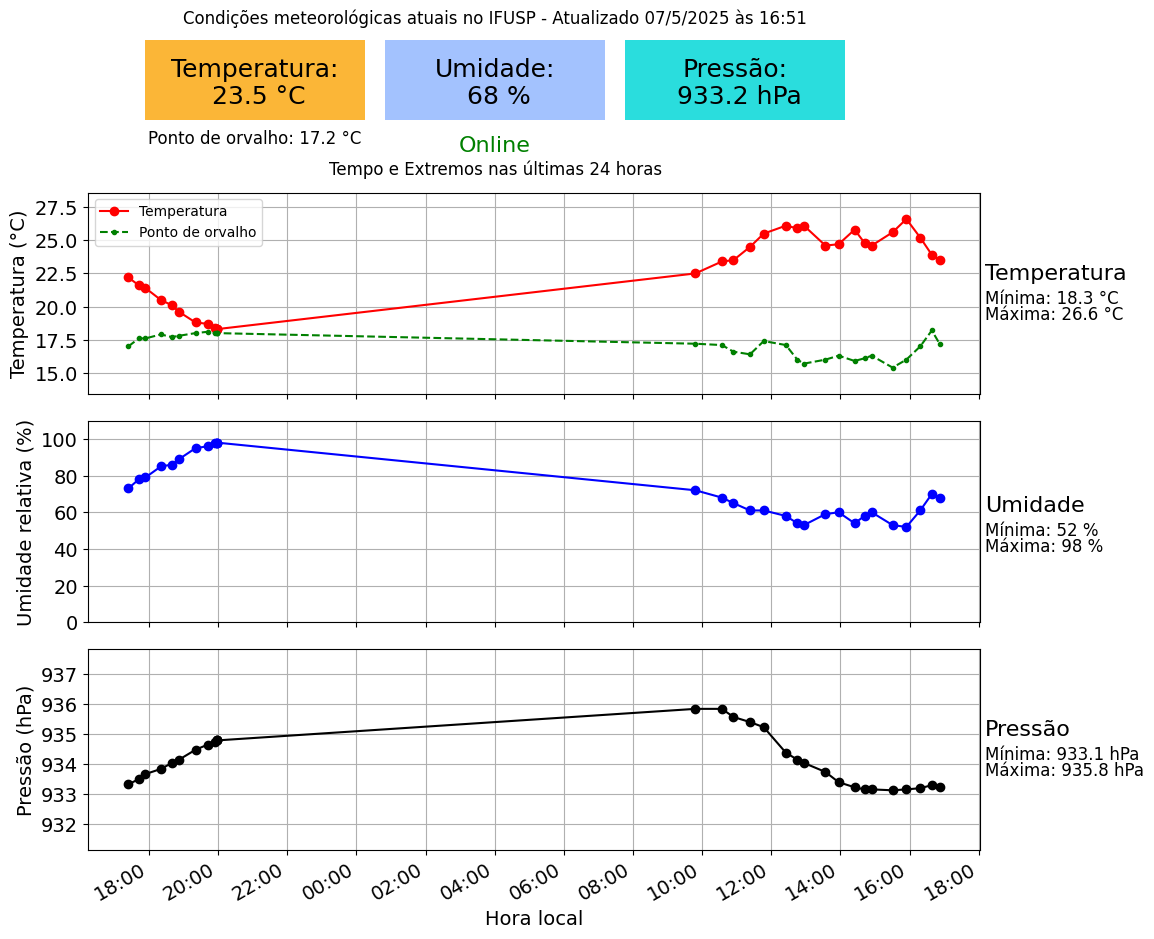 Condições meteorológicas atuais no IFUSP - Atualizado 07/5/2025 às 16:51
Temperatura:
23.5 °C
Umidade:
68 %
Pressão:
933.2 hPa
Ponto de orvalho: 17.2 °C
Online
Tempo e Extremos nas últimas 24 horas
Temperatura (°C)
27.5
25.0
22.5
20.0
17.5
15.0
Temperatura
Ponto de orvalho
Temperatura
Mínima: 18.3 °C
Máxima: 26.6 °C
Umidade relativa (%)
100
80
60
40
20
0
Umidade
Mínima: 52 %
Máxima: 98 %
Pressão (hPa)
937
936
935
934
933
932
Pressão
Mínima: 933.1 hPa
Máxima: 935.8 hPa
18:00
20:00
22:00
00:00
02:00
04:00
06:00
08:00
10:00
12:00
14:00
16:00
18:00
Hora local